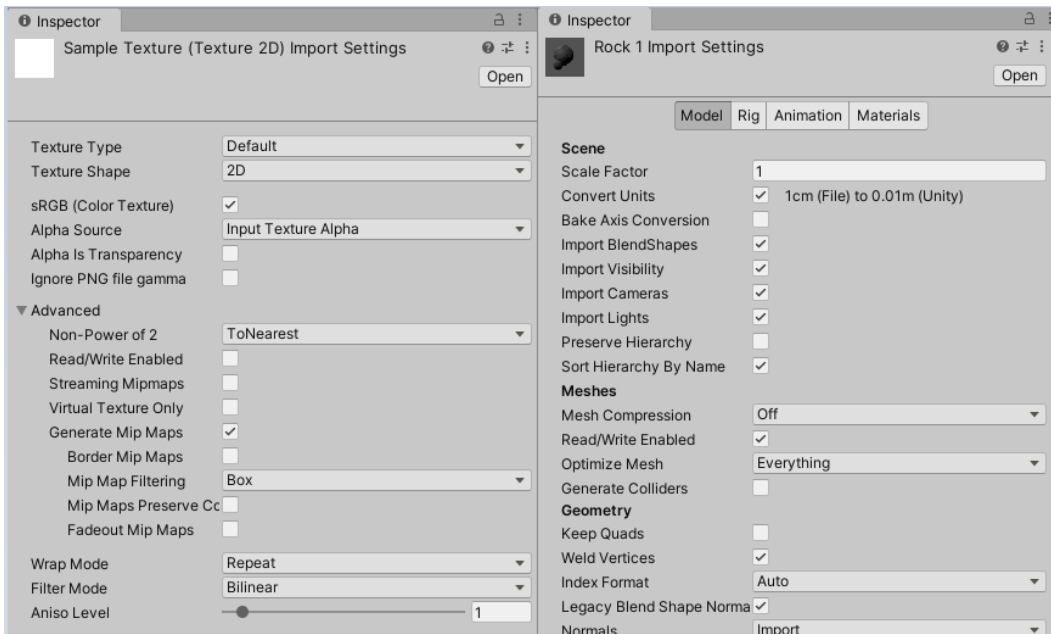 Inspector
Sample Texture (Texture 2D) Import Settings
Open
Texture Type Default
Texture Shape 2D
sRGB (Color Texture)
Alpha Source Input Texture Alpha
Alpha Is Transparency
Ignore PNG file gamma
Advanced
Non-Power of 2 ToNearest
Read/Write Enabled
Streaming Mipmaps
Virtual Texture Only
Generate Mip Maps
Border Mip Maps
Mip Map Filtering Box
Mip Maps Preserve Co
Fadeout Mip Maps
Wrap Mode Repeat
Filter Mode Bilinear
Aniso Level 1
Inspector
Rock 1 Import Settings
Open
Model Rig Animation Materials
Scene
Scale Factor 1
Convert Units 1cm (File) to 0.01m (Unity)
Bake Axis Conversion
Import BlendShapes
Import Visibility
Import Cameras
Import Lights
Preserve Hierarchy
Sort Hierarchy By Name
Meshes
Mesh Compression Off
Read/Write Enabled
Optimize Mesh Everything
Generate Colliders
Geometry
Keep Quads
Weld Vertices
Index Format Auto
Legacy Blend Shape Norma
Normals Import